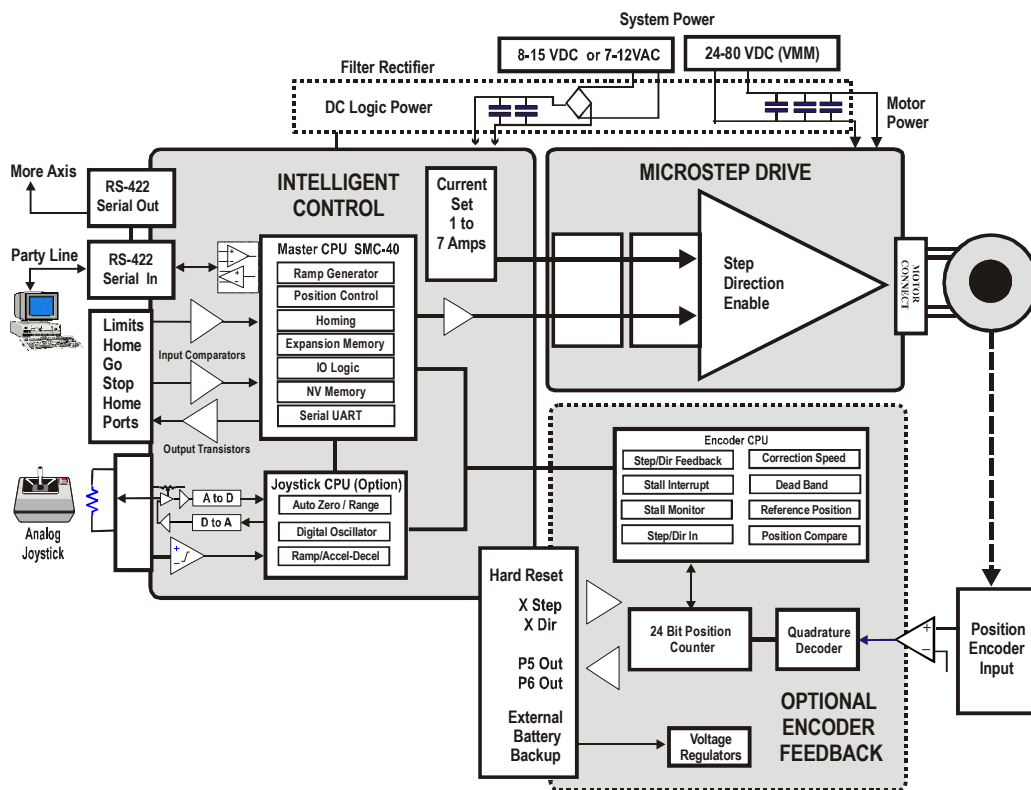 System Power
8-15 VDC or 7-12VAC
24-80 VDC (VMM)
Filter Rectifier
DC Logic Power
Motor
Power
More Axis
RS-422
Serial Out
Party Line
RS-422
Serial In
INTELLIGENT
CONTROL
Current
Set
1 to
7 Amps
Master CPU SMC-40
Ramp Generator
Position Control
Homing
Expansion Memory
IO Logic
NV Memory
Serial UART
Limits
Home
Go
Stop
Home
Ports
Input Comparators
Output Transistors
MICROSTEP DRIVE
Step
Direction
Enable
MOTOR
CONNECT
Analog
Joystick
A to D
D to A
+
−
Joystick CPU (Option)
Auto Zero / Range
Digital Oscillator
Ramp/Accel-Decel
Encoder CPU
Step/Dir Feedback
Correction Speed
Stall Interrupt
Dead Band
Stall Monitor
Reference Position
Step/Dir In
Position Compare
Hard Reset
X Step
X Dir
P5 Out
P6 Out
External
Battery
Backup
24 Bit Position
Counter
Quadrature
Decoder
+
−
Position
Encoder
Input
Voltage
Regulators
OPTIONAL
ENCODER
FEEDBACK